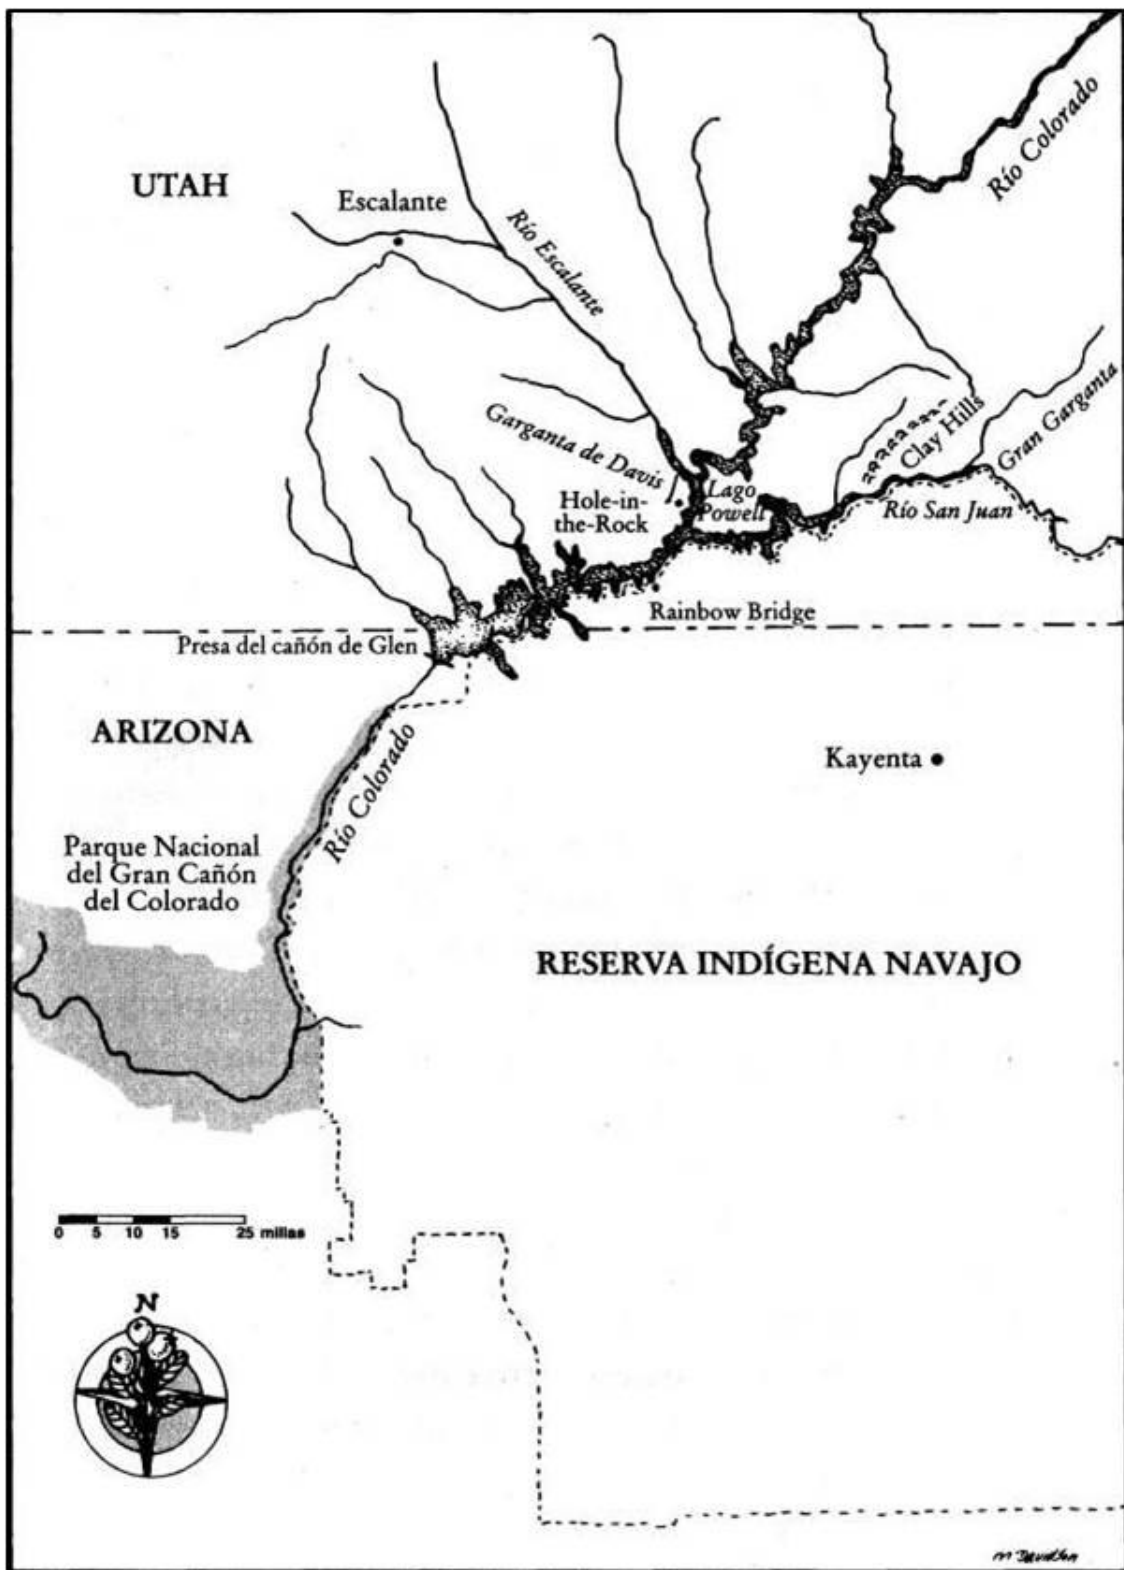 Río Colorado
UTAH
Escalante
Río Escalante
Garganta de Davis
Clay Hills
Gran Garganta
Hole-in-
the-Rock
Lago
Powell
Río San Juan
Rainbow Bridge
Presa del cañón de Glen
ARIZONA
Río Colorado
Kayenta
Parque Nacional
del Gran Cañón
del Colorado
RESERVA INDÍGENA NAVAJO
0 5 10 15 25 millas
N
M Davidson